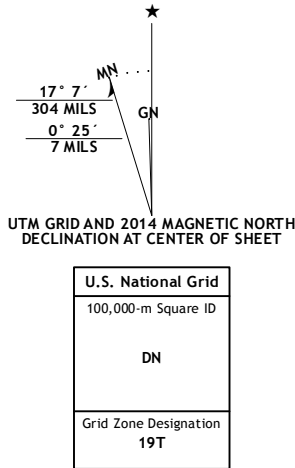 ★
MN
17° 7´
304 MILS
GN
0° 25´
7 MILS
UTM GRID AND 2014 MAGNETIC NORTH
DECLINATION AT CENTER OF SHEET
U.S. National Grid
100,000-m Square ID
DN
Grid Zone Designation
19T